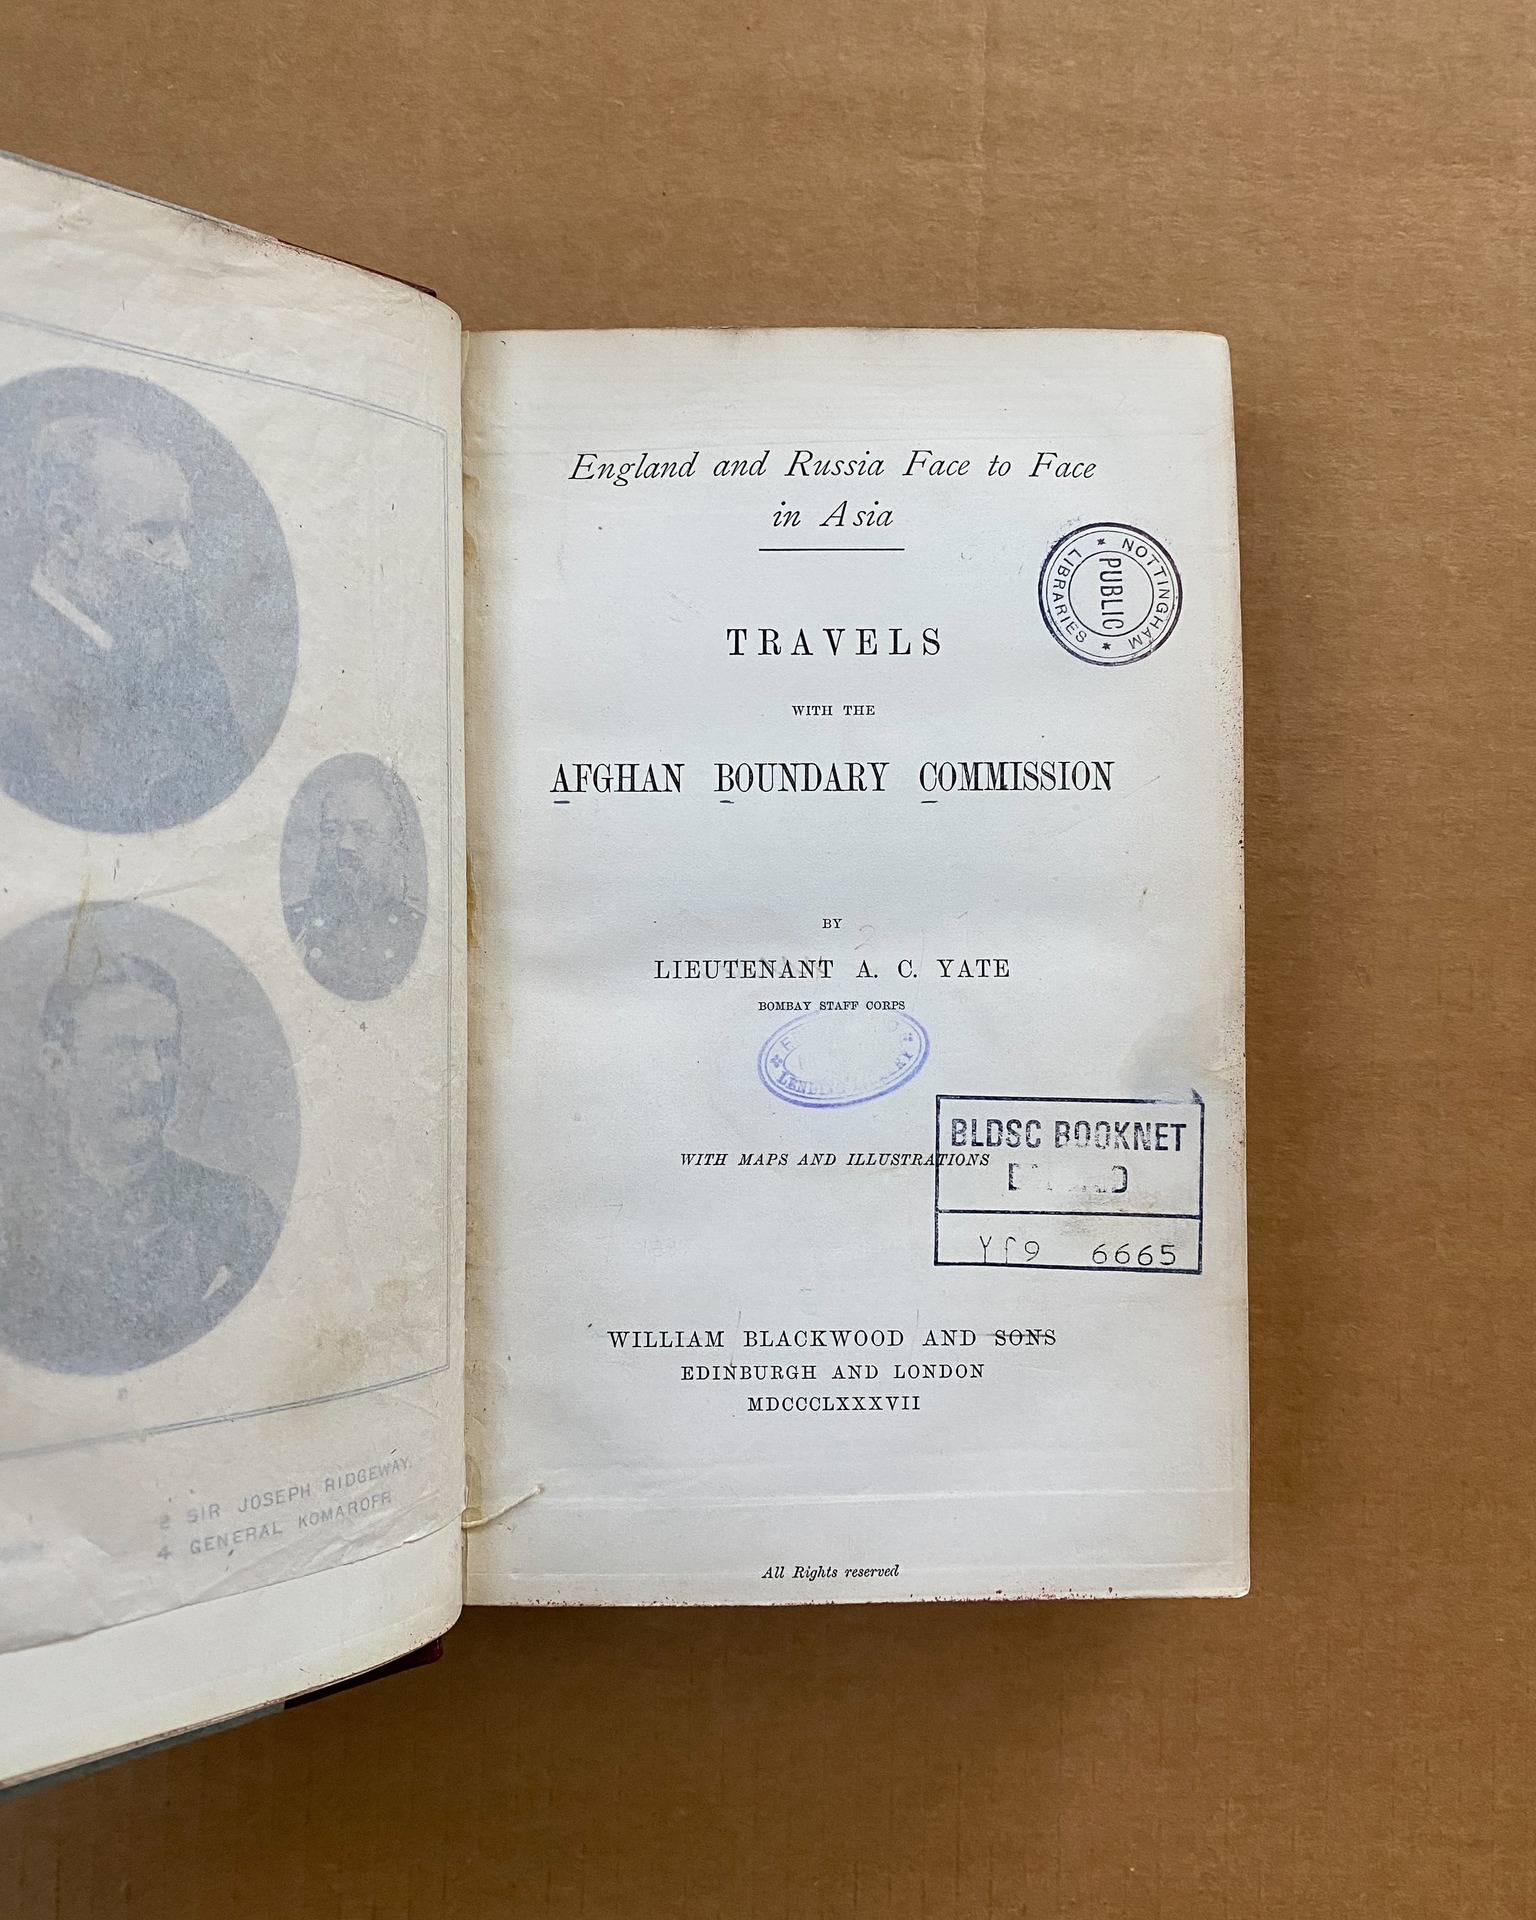 England and Russia Face to Face
in Asia
TRAVELS
WITH THE
AFGHAN BOUNDARY COMMISSION
BY
LIEUTENANT A. C. YATE
BOMBAY STAFF CORPS
WITH MAPS AND ILLUSTRATIONS
WILLIAM BLACKWOOD AND SONS
EDINBURGH AND LONDON
MDCCCLXXXVII
All Rights reserved
NOTTINGHAM
PUBLIC
LIBRARIES
LENDING
BLDSC BOOKNET
6665
4
2 SIR JOSEPH RIDGEWAY.
4 GENERAL KOMAROFF